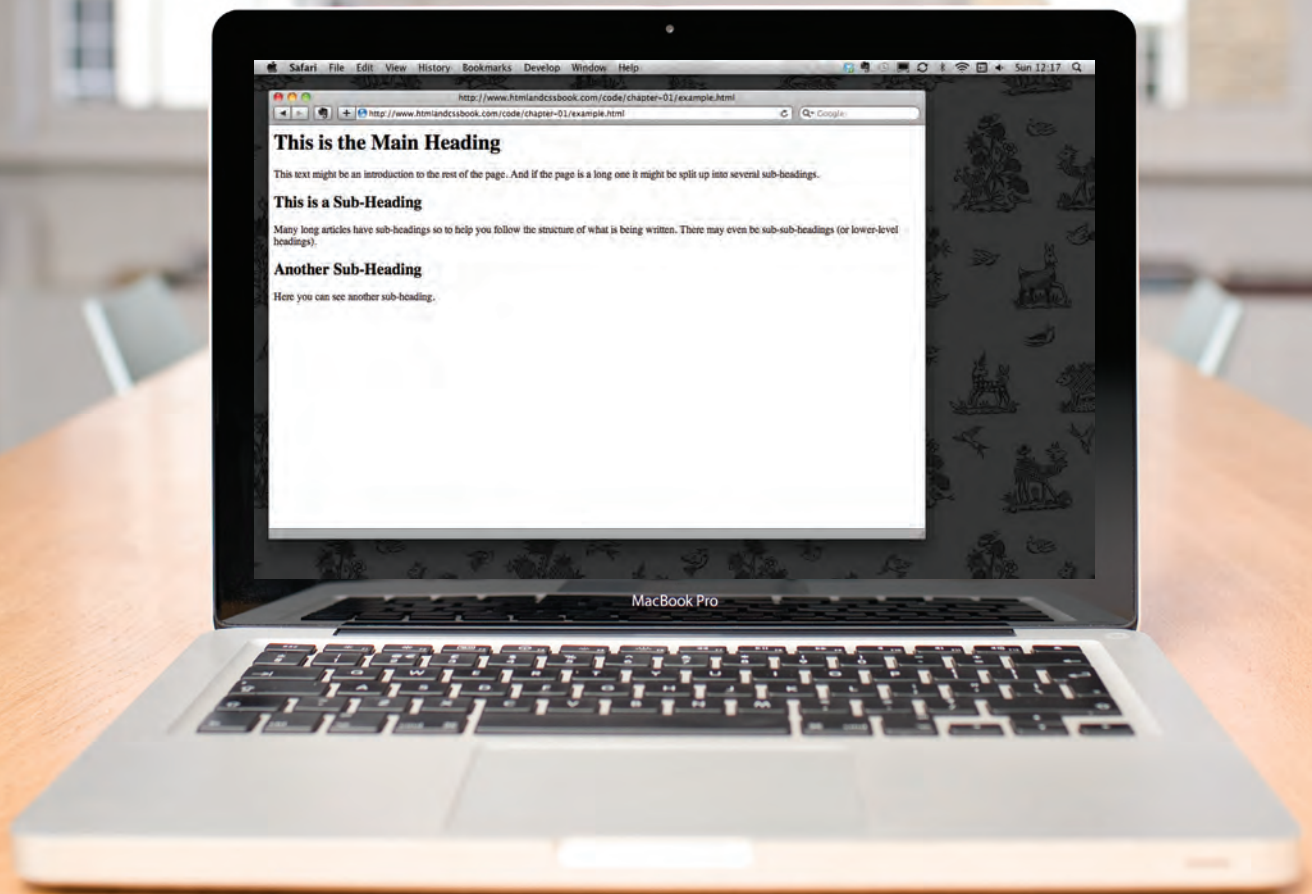 Safari File Edit View History Bookmarks Develop Window Help Sun 12:17
http://www.htmlandcssbook.com/code/chapter-01/example.html
http://www.htmlandcssbook.com/code/chapter-01/example.html Google
This is the Main Heading
This text might be an introduction to the rest of the page. And if the page is a long one it might be split up into several sub-headings.
This is a Sub-Heading
Many long articles have sub-headings so to help you follow the structure of what is being written. There may even be sub-sub-headings (or lower-level
headings).
Another Sub-Heading
Here you can see another sub-heading.
MacBook Pro
Q W E R T Y U I O P
A S D F G H J K L
Z X C V B N M